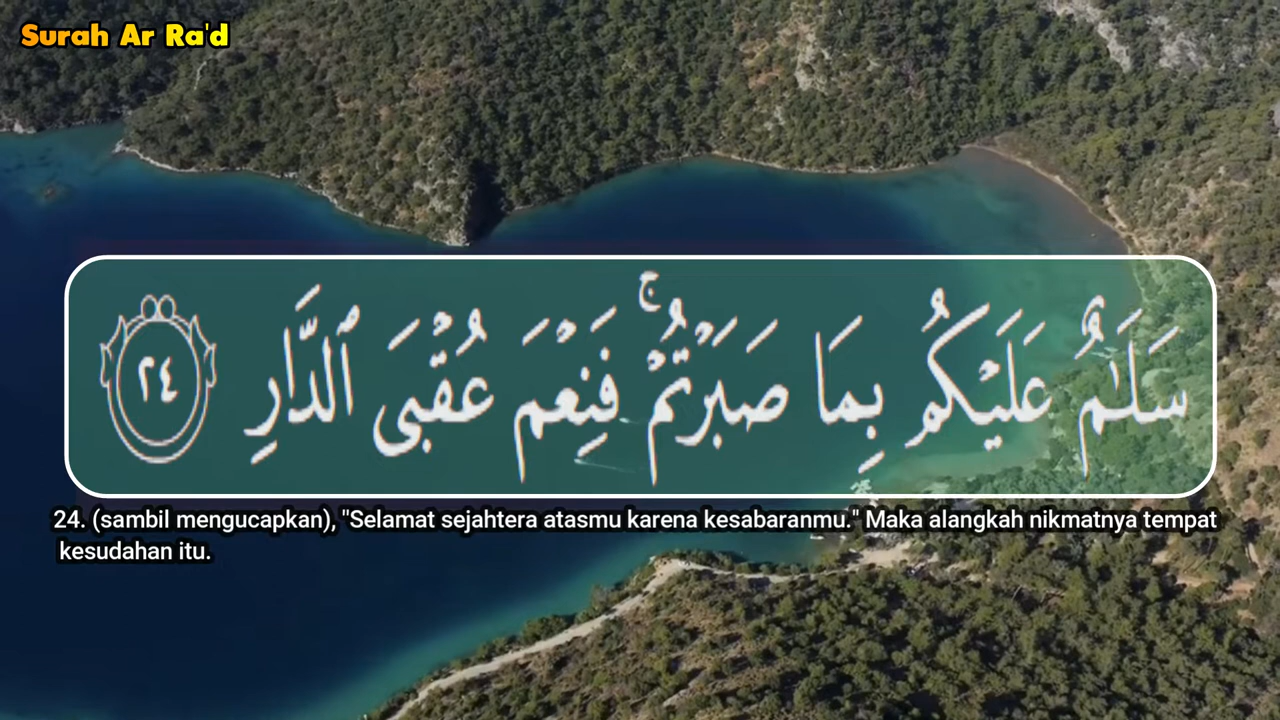 Surah Ar Ra'd
سَلَٰمٌ عَلَيْكُم بِمَا صَبَرْتُمْ ۚ فَنِعْمَ عُقْبَى ٱلدَّارِ ٢٤
24. (sambil mengucapkan), "Selamat sejahtera atasmu karena kesabaranmu." Maka alangkah nikmatnya tempat
kesudahan itu.